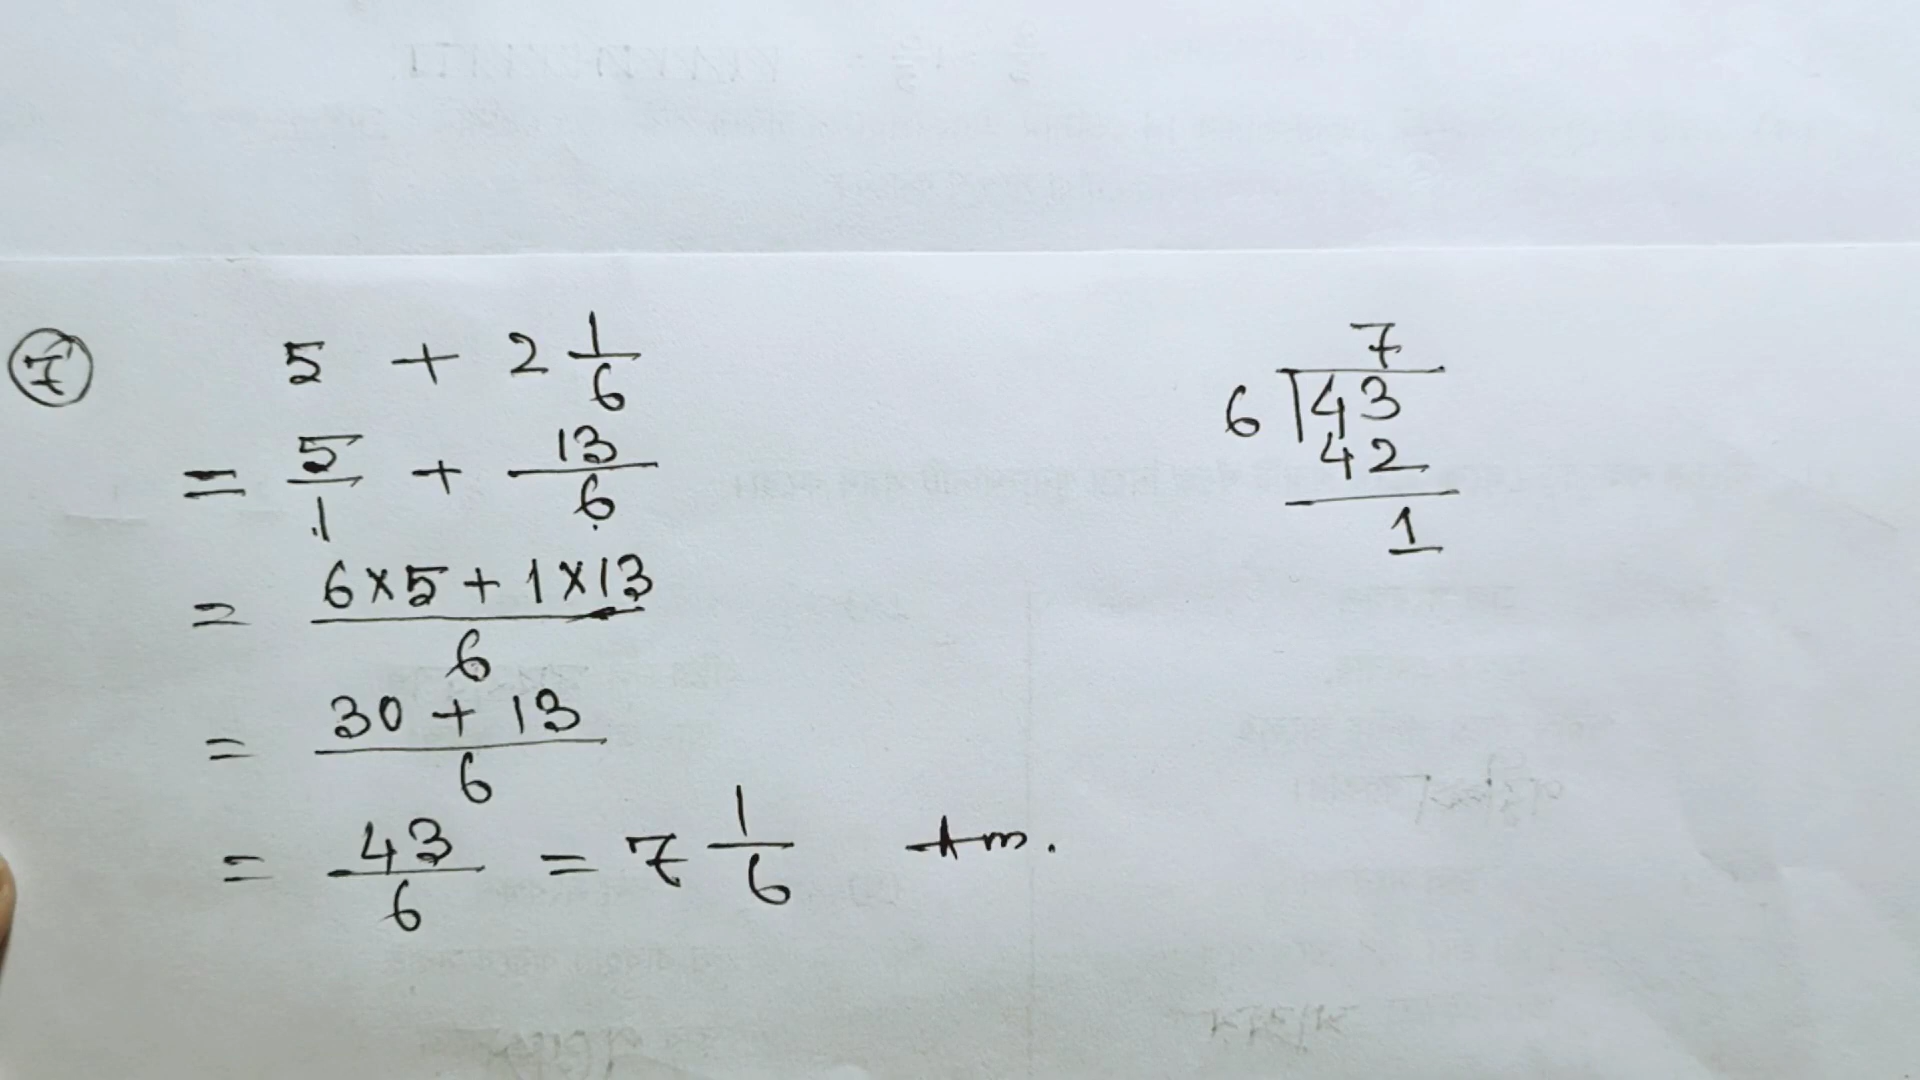 7 5 + 2 1/6
= 5/1 + 13/6
= (6×5+1×13)/6
= (30 + 13)/6
= 43/6 = 7 1/6 Ans.
7
6 43
42
1